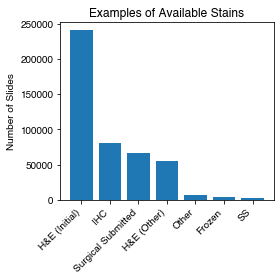 Examples of Available Stains
Number of Slides
250000
200000
150000
100000
50000
0
H&E (Initial)
IHC
Surgical Submitted
H&E (Other)
Other
Frozen
SS